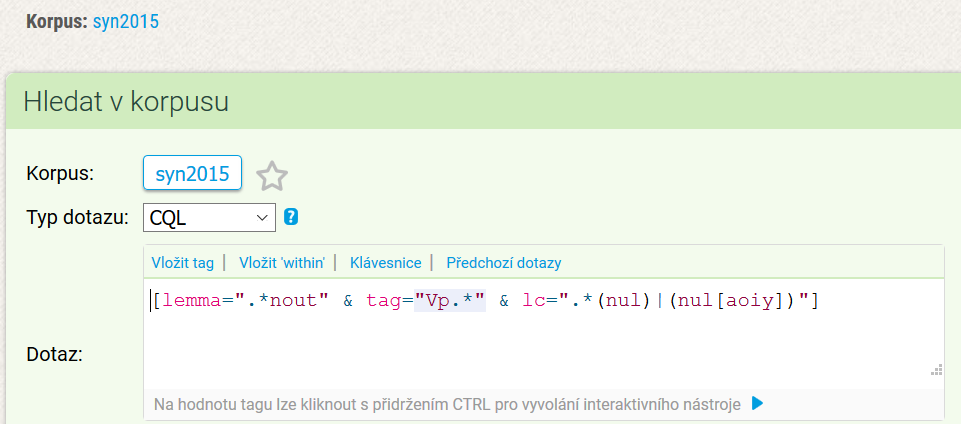 Korpus: syn2015
Hledat v korpusu
Korpus: syn2015
Typ dotazu: CQL ?
Vložit tag | Vložit 'within' | Klávesnice | Předchozí dotazy
[lemma=".*nout" & tag="Vp.*" & lc=".*(nul)|(nul[aoiy])"]
Dotaz:
Na hodnotu tagu lze kliknout s přidržením CTRL pro vyvolání interaktivního nástroje